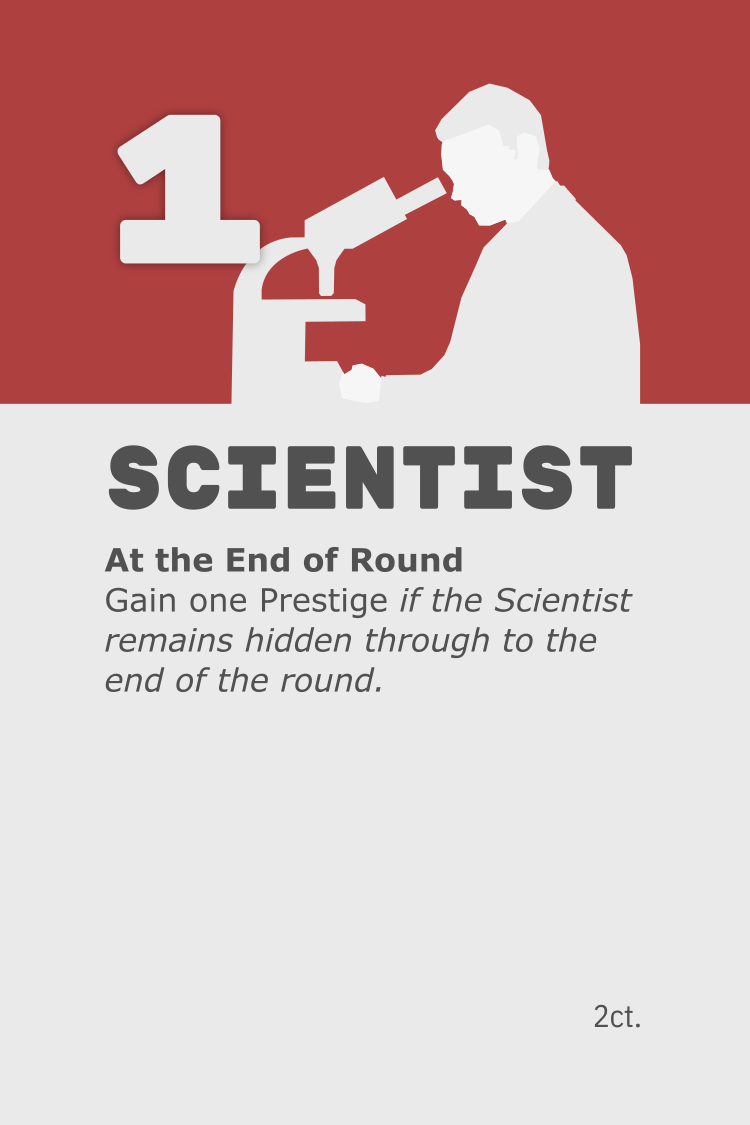 1
SCIENTIST
At the End of Round
Gain one Prestige if the Scientist
remains hidden through to the
end of the round.
2ct.